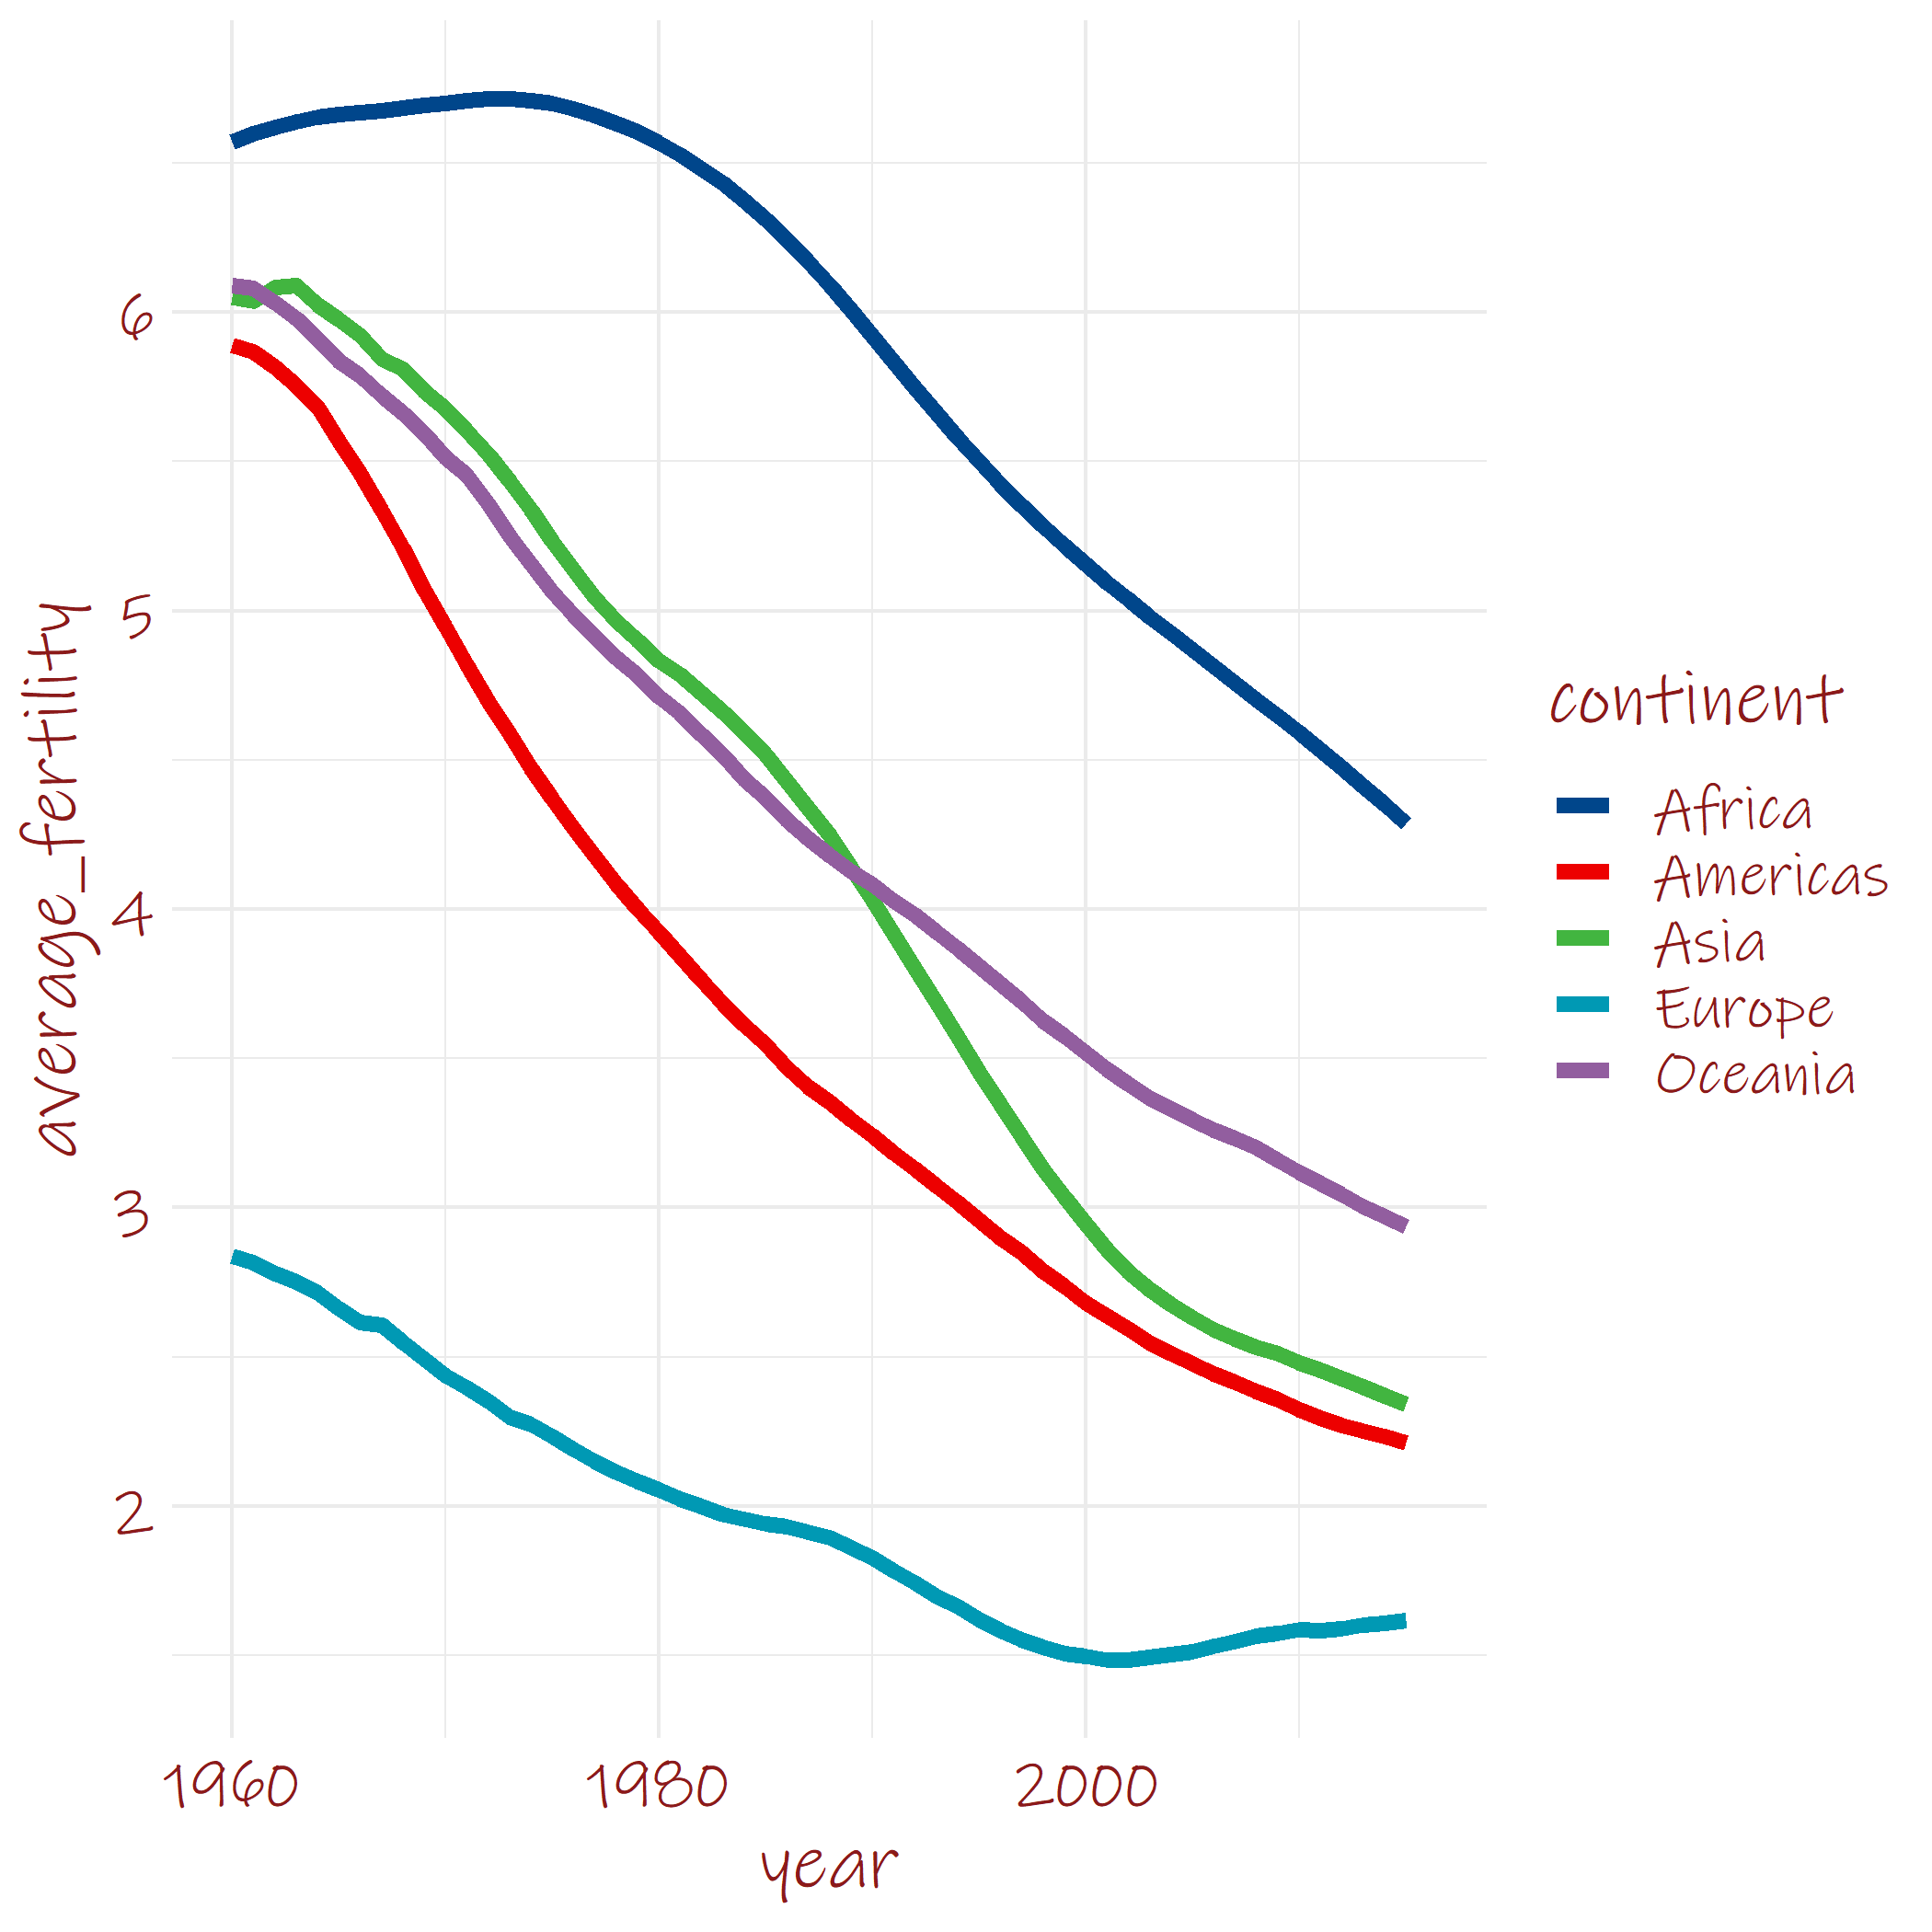 average_fertility
6
5
4
3
2
1960
1980
2000
year
continent
Africa
Americas
Asia
Europe
Oceania